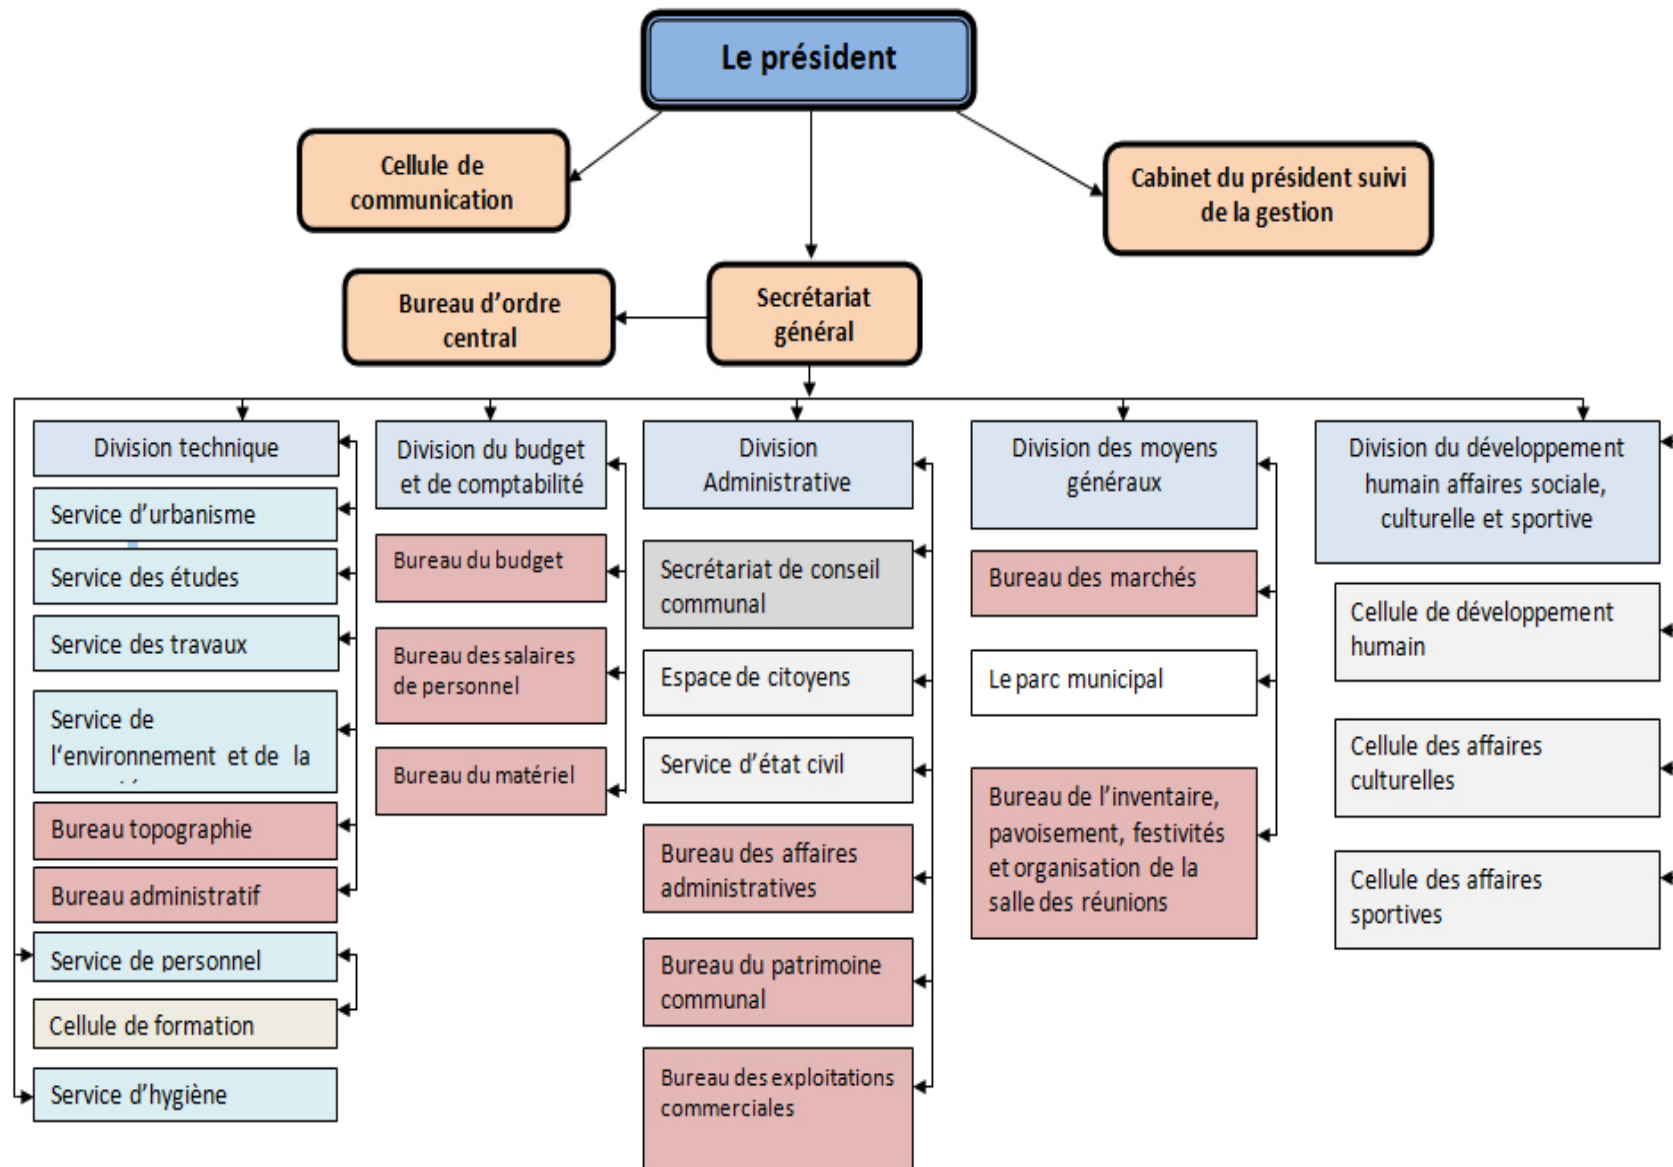 Le président
Cellule de
communication
Cabinet du président suivi
de la gestion
Bureau d’ordre
central
Secrétariat
général
Division technique
Service d’urbanisme
Service des études
Service des travaux
Service de
l’environnement et de la
Bureau topographie
Bureau administratif
Service de personnel
Cellule de formation
Service d’hygiène
Division du budget
et de comptabilité
Bureau du budget
Bureau des salaires
de personnel
Bureau du matériel
Division
Administrative
Secrétariat de conseil
communal
Espace de citoyens
Service d’état civil
Bureau des affaires
administratives
Bureau du patrimoine
communal
Bureau des exploitations
commerciales
Division des moyens
généraux
Bureau des marchés
Le parc municipal
Bureau de l’inventaire,
pavoisement, festivités
et organisation de la
salle des réunions
Division du développement
humain affaires sociale,
culturelle et sportive
Cellule de développement
humain
Cellule des affaires
culturelles
Cellule des affaires
sportives